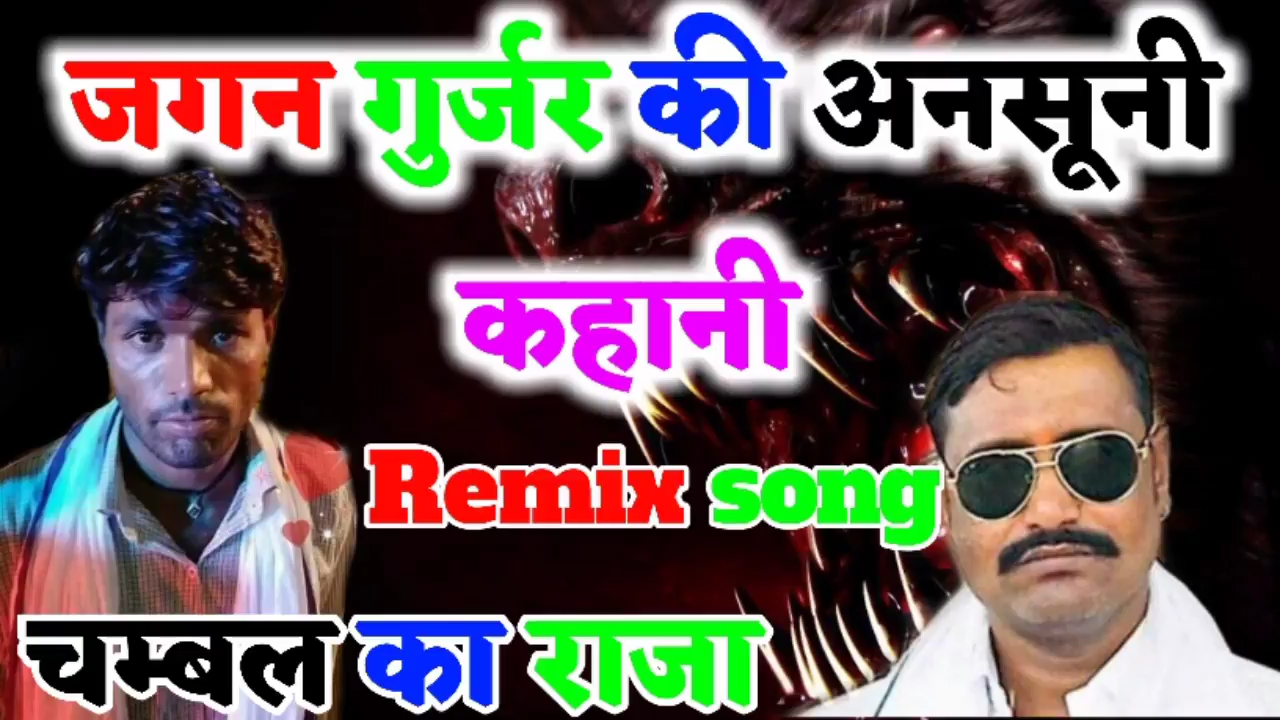 जगन गुर्जर की अनसूनी
कहानी
Remix song
चम्बल का राजा